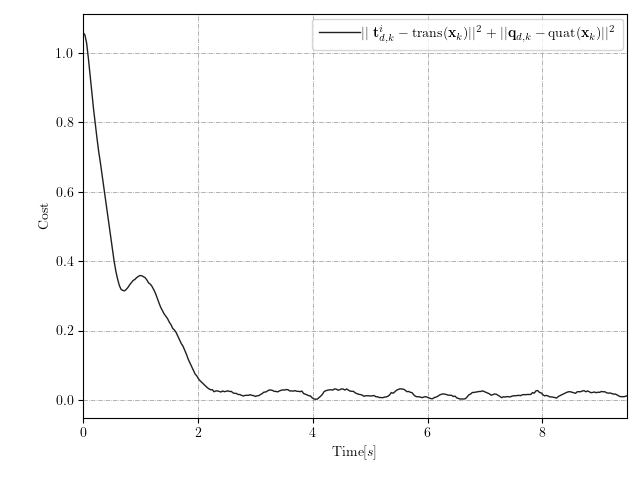 || t^i_{d,k} − trans(x_k)||^2 + ||q_{d,k} − quat(x_k)||^2
1.0
0.8
0.6
0.4
0.2
0.0
Cost
0 2 4 6 8
Time[s]